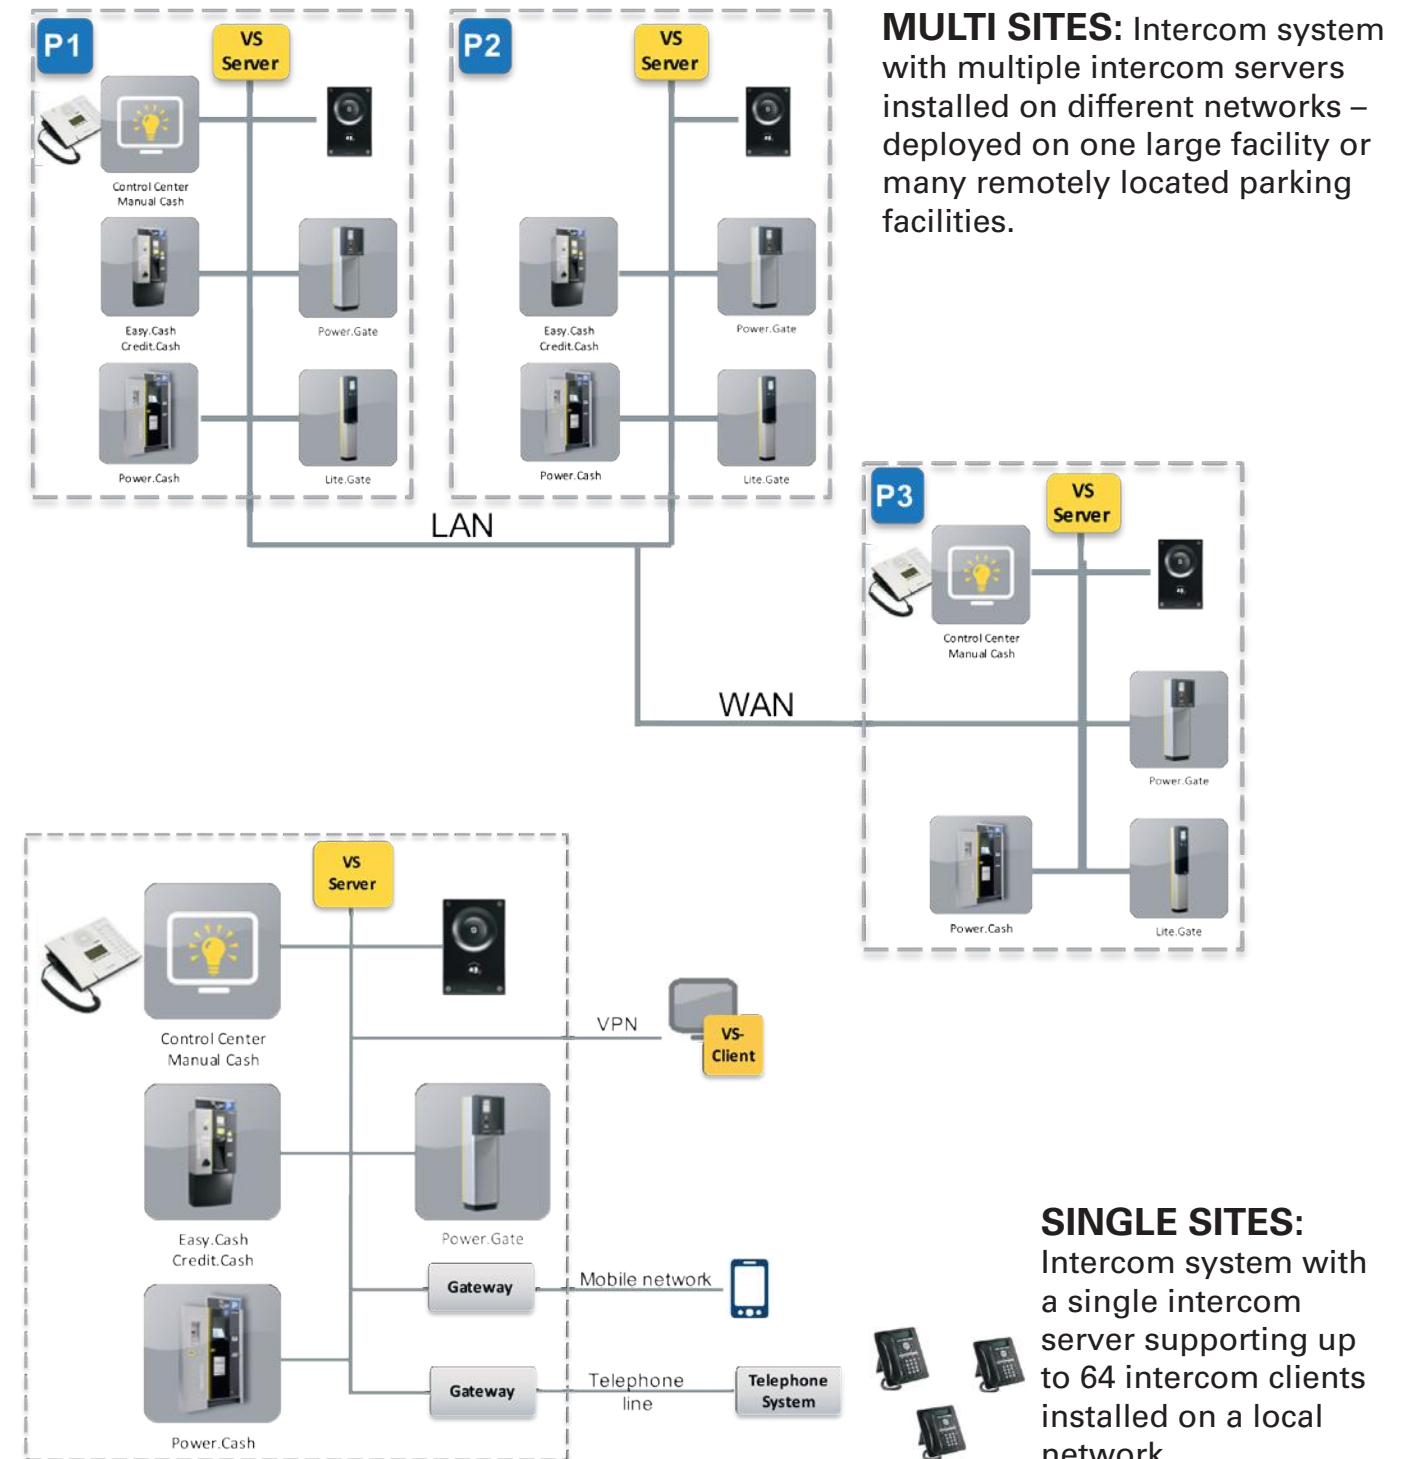 P1
VS
Server
Control Center
Manual Cash
Easy.Cash
Credit.Cash
Power.Gate
Power.Cash
Lite.Gate
P2
VS
Server
Easy.Cash
Credit.Cash
Power.Gate
Power.Cash
Lite.Gate
MULTI SITES: Intercom system
with multiple intercom servers
installed on different networks –
deployed on one large facility or
many remotely located parking
facilities.
LAN
WAN
P3
VS
Server
Control Center
Manual Cash
Power.Gate
Power.Cash
Lite.Gate
VS
Server
Control Center
Manual Cash
VPN
VS-
Client
Easy.Cash
Credit.Cash
Power.Gate
Gateway
Mobile network
Power.Cash
Gateway
Telephone
line
Telephone
System
SINGLE SITES:
Intercom system with
a single intercom
server supporting up
to 64 intercom clients
installed on a local
network